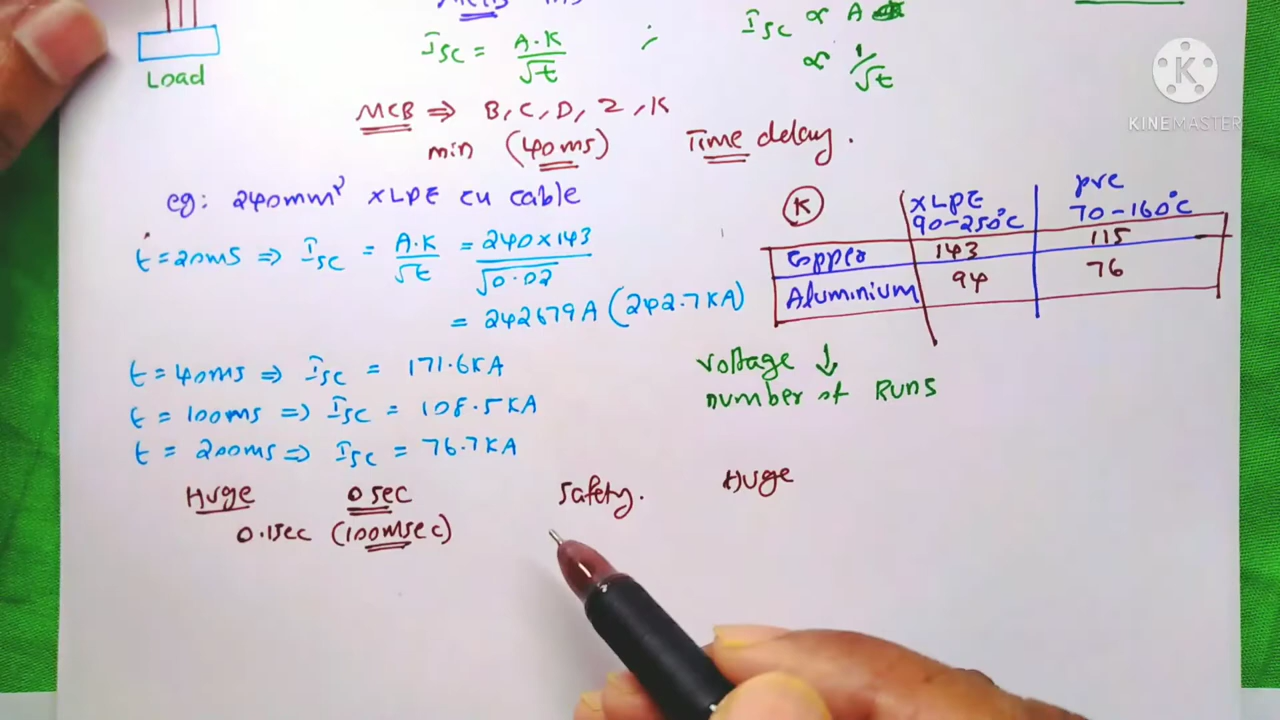 Load
Isc = A·K / √t ; Isc ∝ A
∝ 1/√t
MCB ⇒ B, C, D, Z, K
min (40ms) Time delay.
eg: 240mm² XLPE cu cable
t=20ms ⇒ Isc = A·K/√t = 240×143/√0.02
= 242679A (242.7KA)
t=40ms ⇒ Isc = 171.6KA
t=100ms ⇒ Isc = 108.5KA
t=200ms ⇒ Isc = 76.7KA
Huge 0sec Safety. Huge
0.1sec (100msec)
K XLPE 90-250°C PVC 70-160°C
Copper 143 115
Aluminium 94 76
voltage ↓
number of Runs
K
KINEMASTER